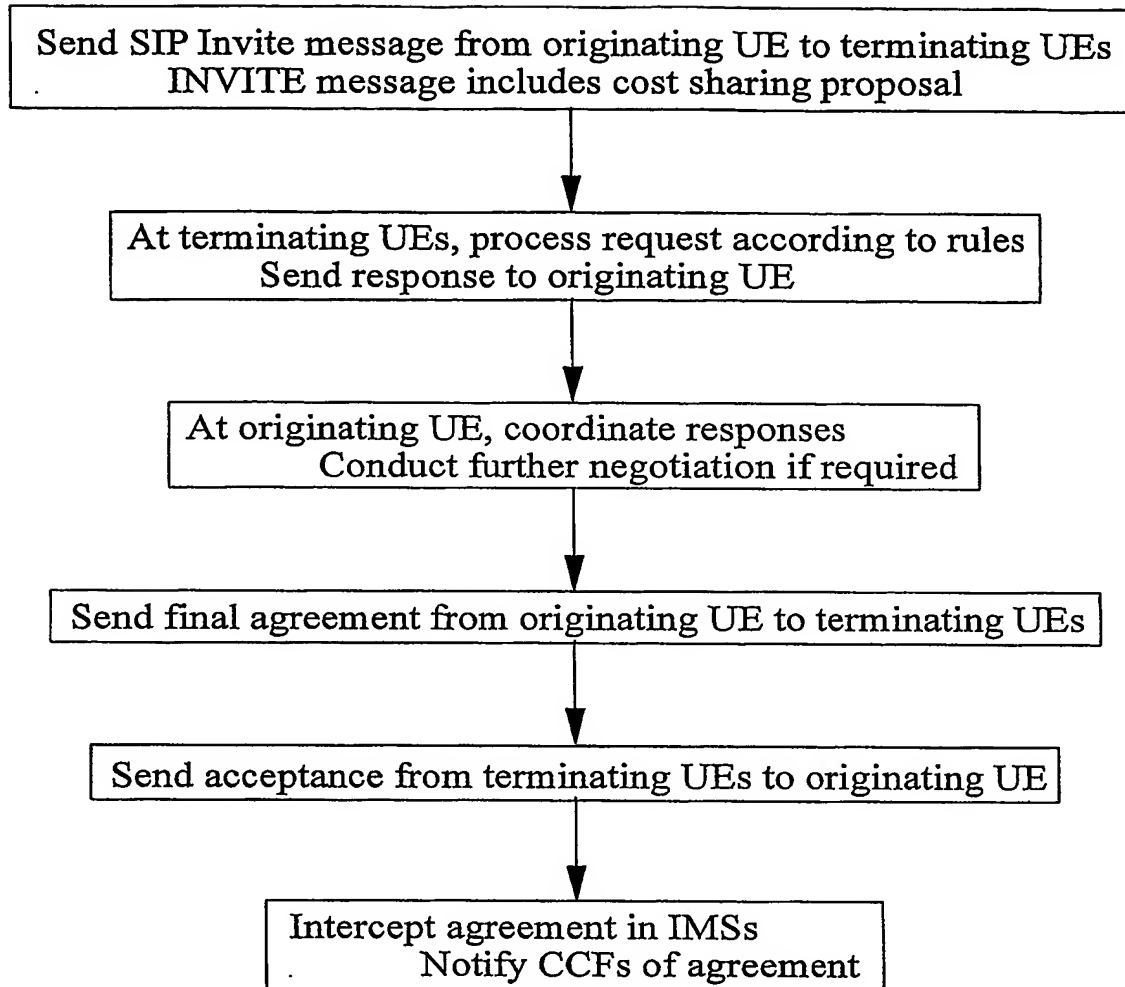 Send SIP Invite message from originating UE to terminating UEs
INVITE message includes cost sharing proposal
At terminating UEs, process request according to rules
Send response to originating UE
At originating UE, coordinate responses
Conduct further negotiation if required
Send final agreement from originating UE to terminating UEs
Send acceptance from terminating UEs to originating UE
Intercept agreement in IMSs
Notify CCFs of agreement